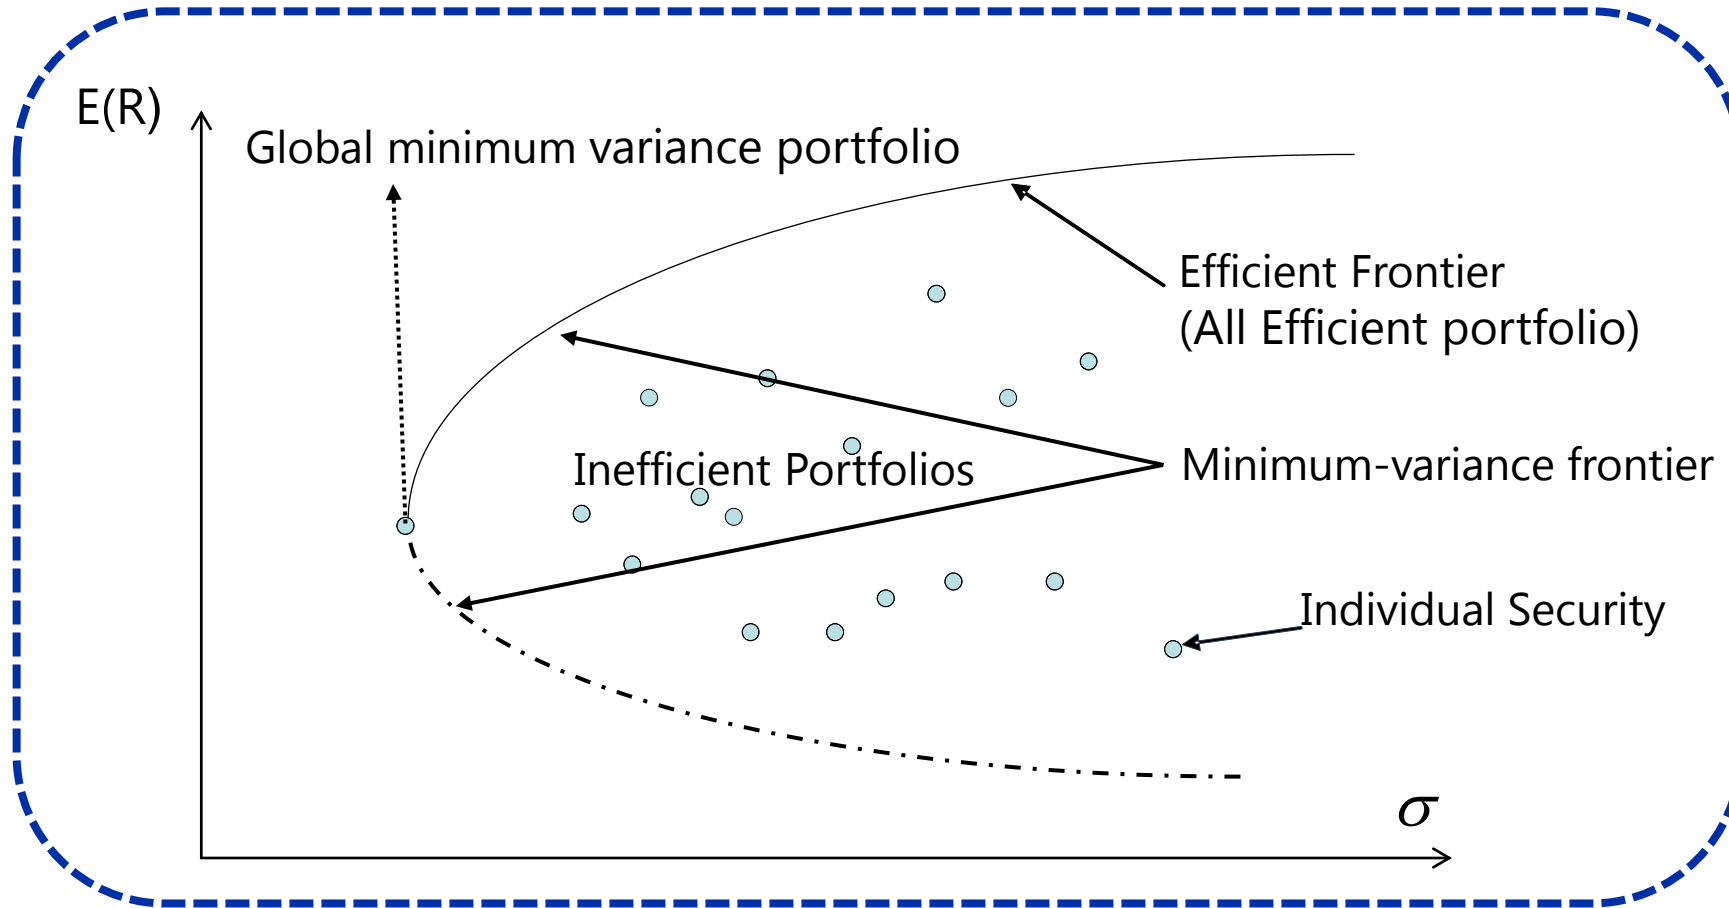 E(R)
Global minimum variance portfolio
Efficient Frontier
(All Efficient portfolio)
Inefficient Portfolios
Minimum-variance frontier
Individual Security
σ